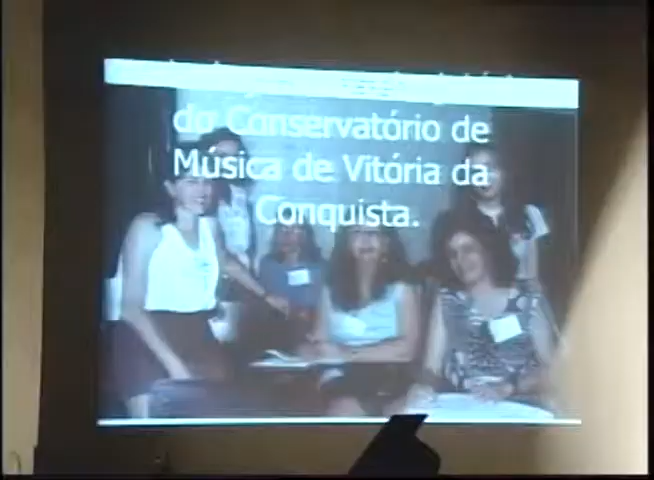 do Conservatório de
Música de Vitória da
Conquista.